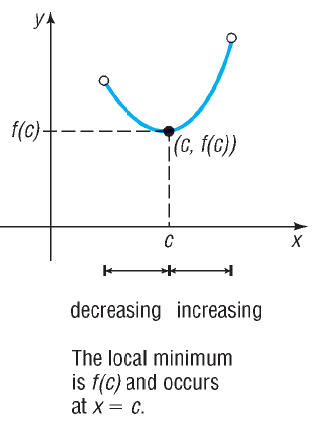 y
f(c)
(c, f(c))
c
x
decreasing increasing
The local minimum
is f(c) and occurs
at x = c.